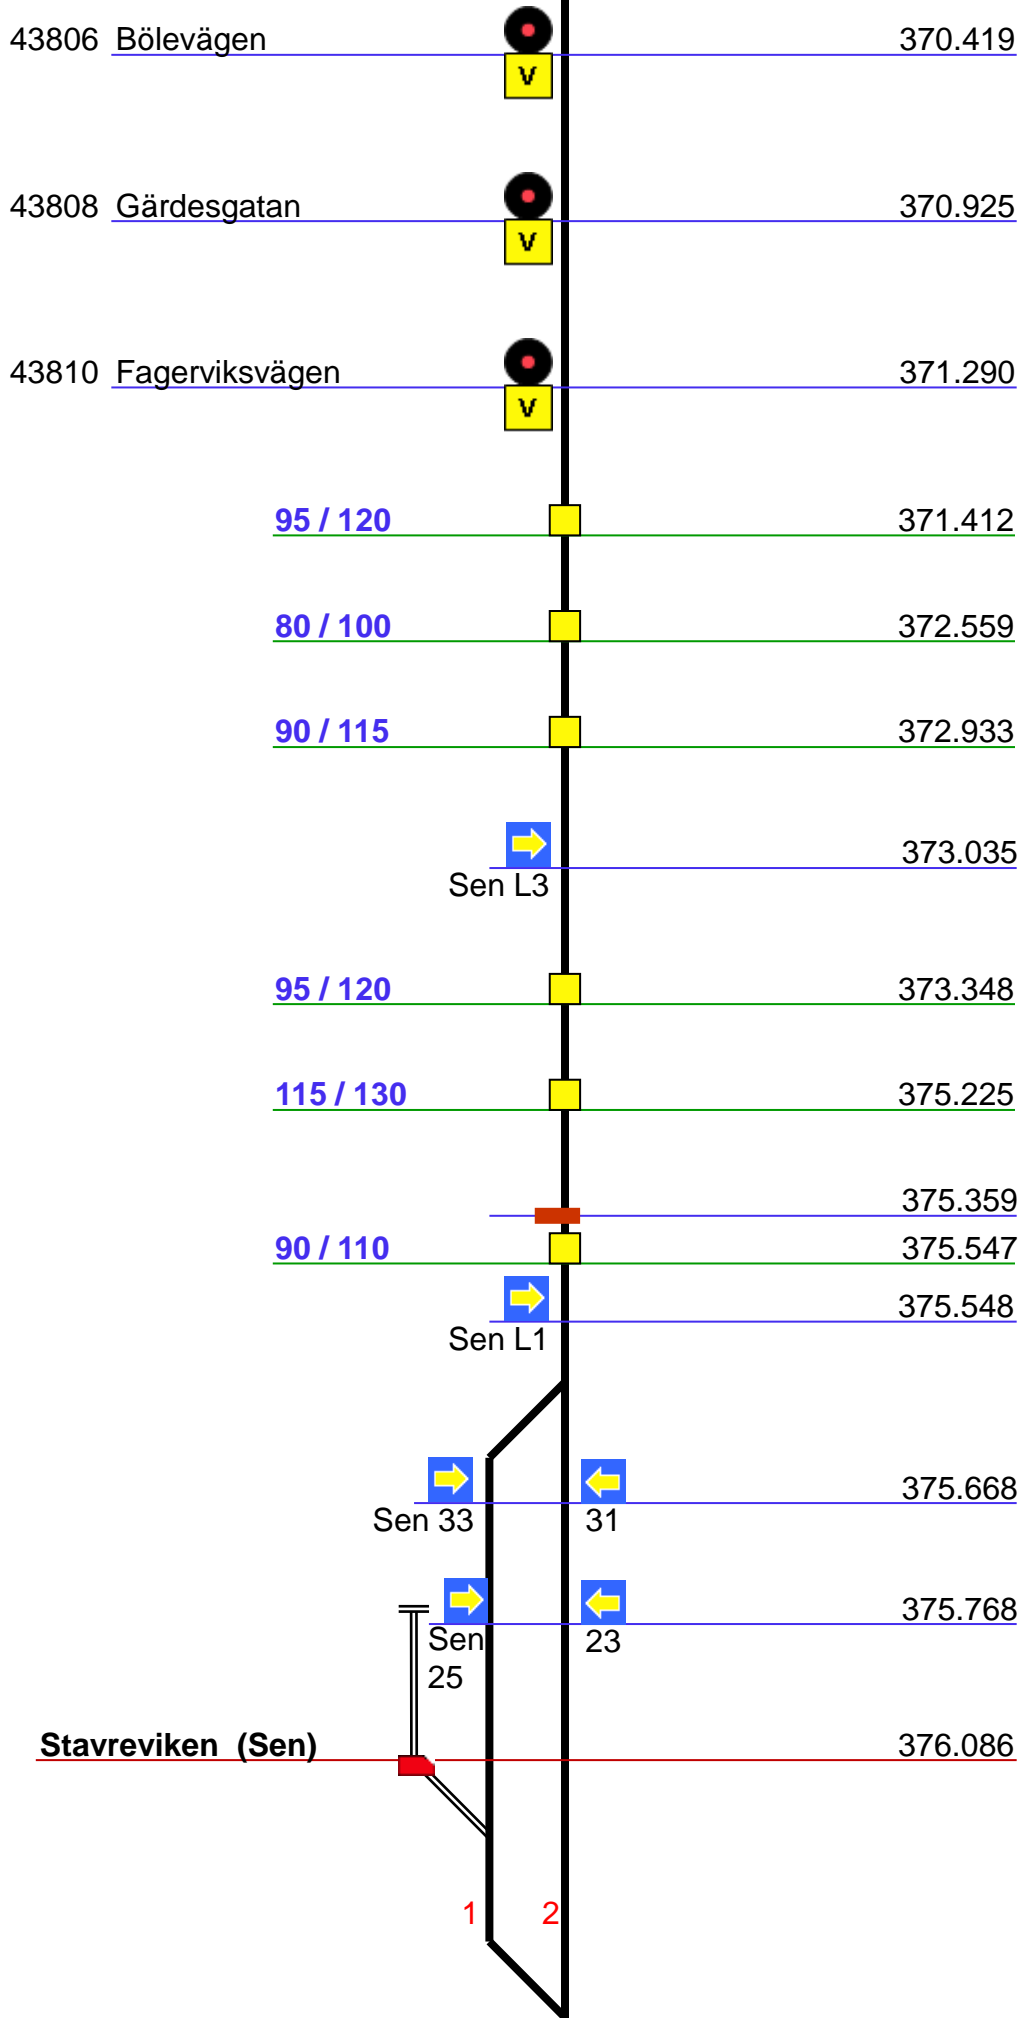 43806 Bölevägen 370.419
V
43808 Gärdesgatan 370.925
V
43810 Fagerviksvägen 371.290
V
95 / 120 371.412
80 / 100 372.559
90 / 115 372.933
373.035
Sen L3
95 / 120 373.348
115 / 130 375.225
375.359
90 / 110 375.547
375.548
Sen L1
375.668
Sen 33 31
375.768
Sen 23
25
Stavreviken (Sen) 376.086
1 2